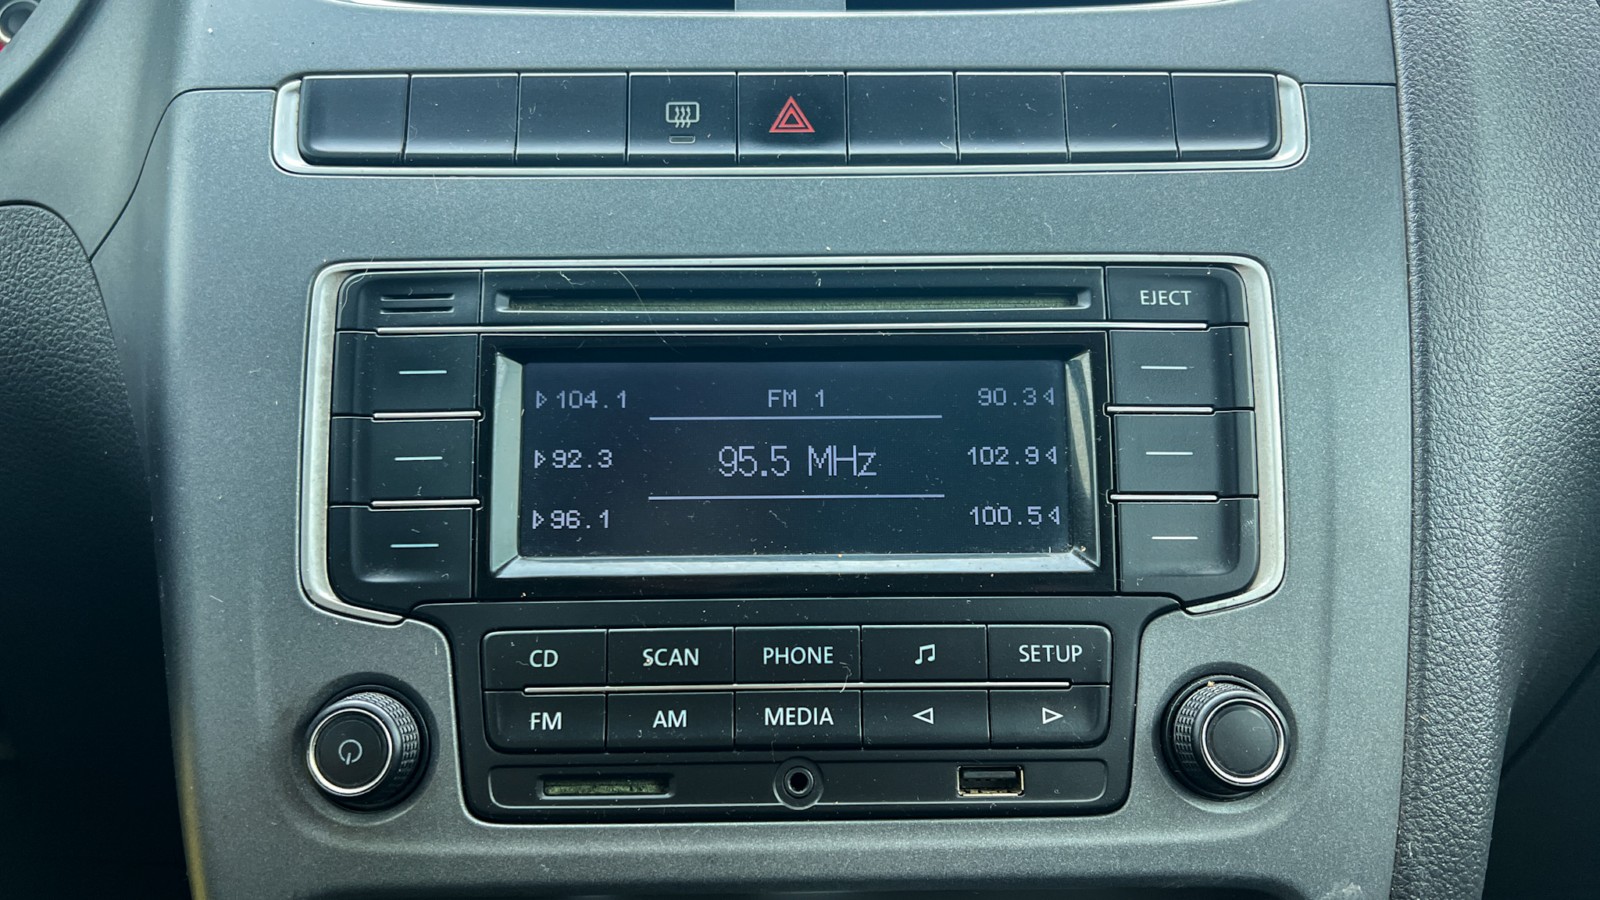 EJECT
104.1 FM 1 90.3
92.3 95.5 MHz 102.9
96.1 100.5
CD SCAN PHONE SETUP
FM AM MEDIA